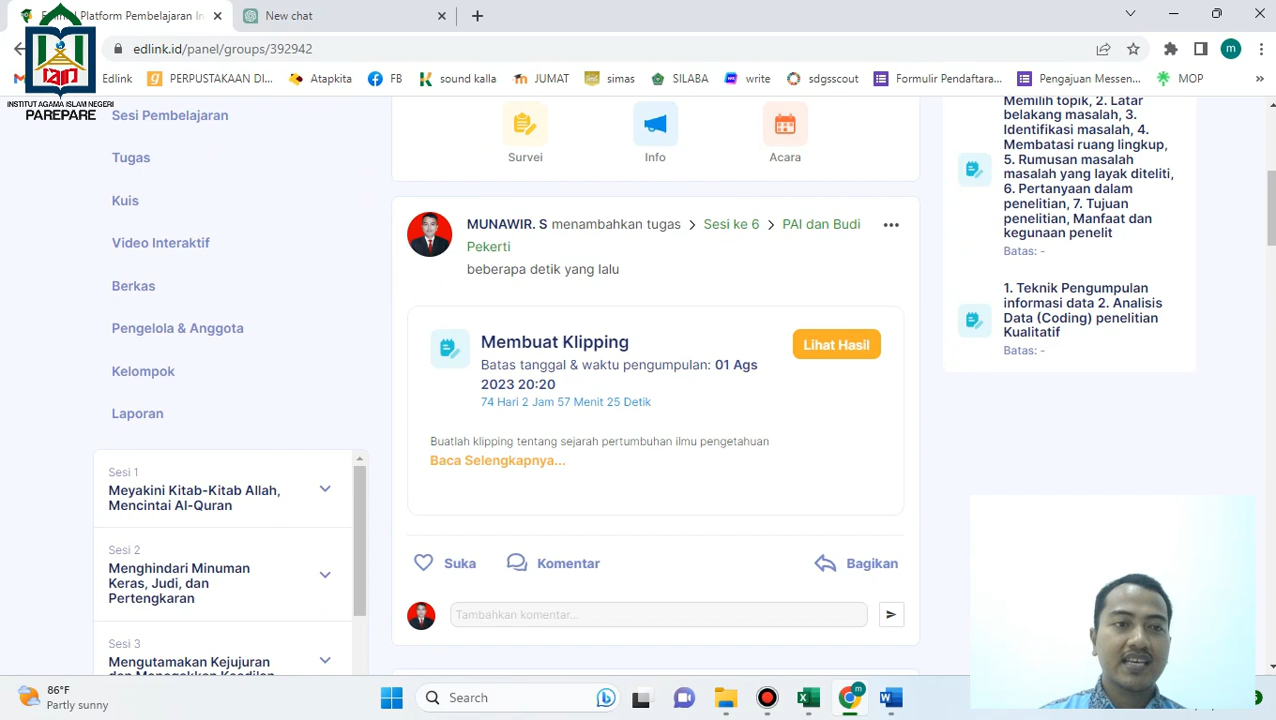 Edlink Platform Pembelajaran In
New chat
edlink.id/panel/groups/392942
Edlink
PERPUSTAKAAN DI...
Atapkita
FB
sound kalla
JUMAT
simas
SILABA
write
sdgsscout
Formulir Pendaftara...
Pengajuan Messen...
MOP
INSTITUT AGAMA ISLAM NEGERI
PAREPARE
Sesi Pembelajaran
Tugas
Kuis
Video Interaktif
Berkas
Pengelola & Anggota
Kelompok
Laporan
Sesi 1
Meyakini Kitab-Kitab Allah,
Mencintai Al-Quran
Sesi 2
Menghindari Minuman
Keras, Judi, dan
Pertengkaran
Sesi 3
Mengutamakan Kejujuran
dan Menegakkan Keadilan
Survei
Info
Acara
MUNAWIR. S menambahkan tugas > Sesi ke 6 > PAI dan Budi
Pekerti
beberapa detik yang lalu
Membuat Klipping
Lihat Hasil
Batas tanggal & waktu pengumpulan: 01 Ags
2023 20:20
74 Hari 2 Jam 57 Menit 25 Detik
Buatlah klipping tentang sejarah pertumbuhan ilmu pengetahuan
Baca Selengkapnya...
Suka
Komentar
Bagikan
Tambahkan komentar...
Memilih topik, 2. Latar
belakang masalah, 3.
Identifikasi masalah, 4.
Membatasi ruang lingkup,
5. Rumusan masalah
masalah yang layak diteliti,
6. Pertanyaan dalam
penelitian, 7. Tujuan
penelitian, Manfaat dan
kegunaan penelit
Batas: -
1. Teknik Pengumpulan
informasi data 2. Analisis
Data (Coding) penelitian
Kualitatif
Batas: -
86°F
Partly sunny
Search